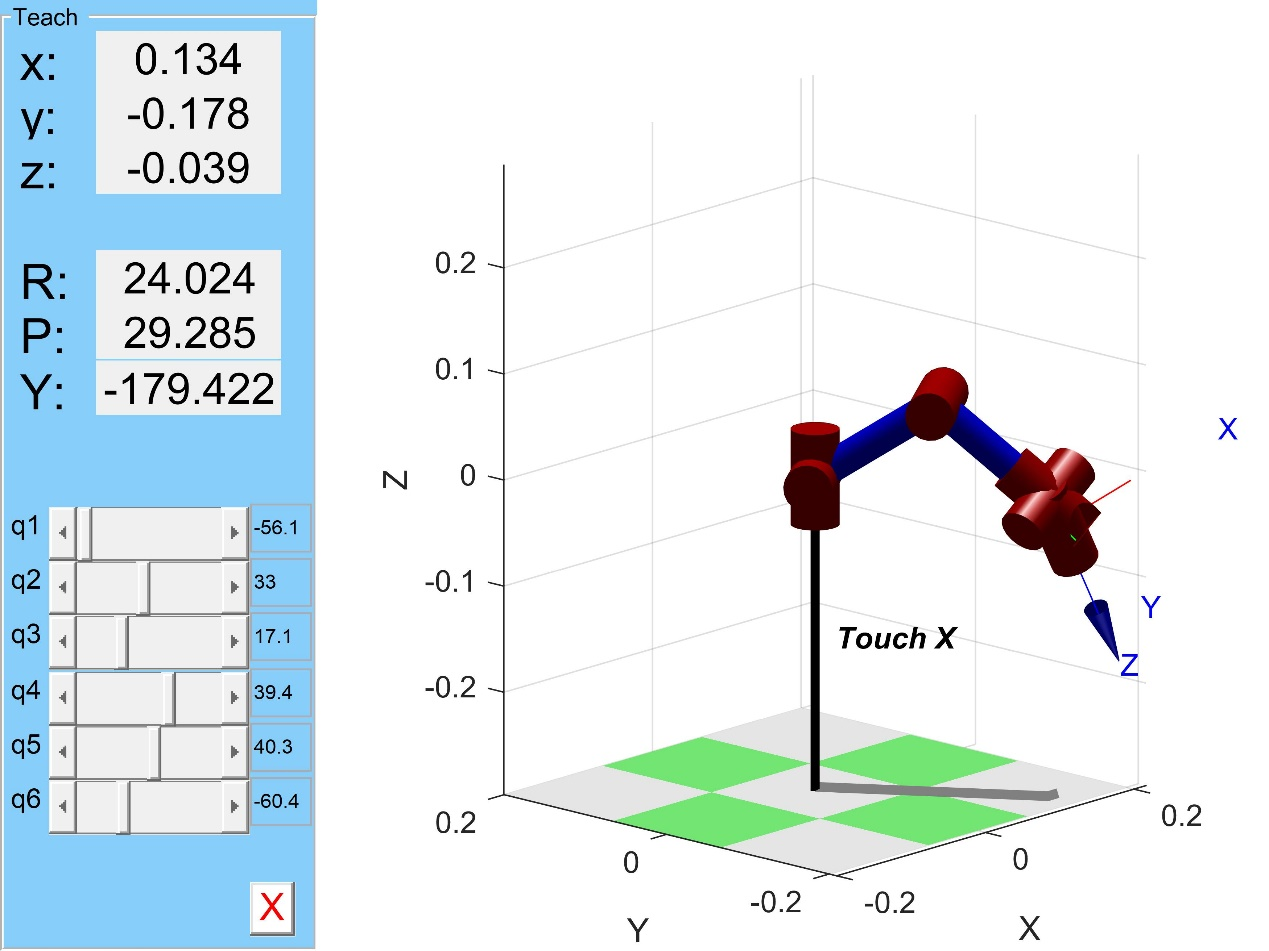 Teach
x: 0.134
y: -0.178
z: -0.039
R: 24.024
P: 29.285
Y: -179.422
q1 -56.1
q2 33
q3 17.1
q4 39.4
q5 40.3
q6 -60.4
X
0.2
0.1
0
-0.1
-0.2
Z
Touch X
X
Y
Z
0.2
0
-0.2
Y
-0.2
0
0.2
X